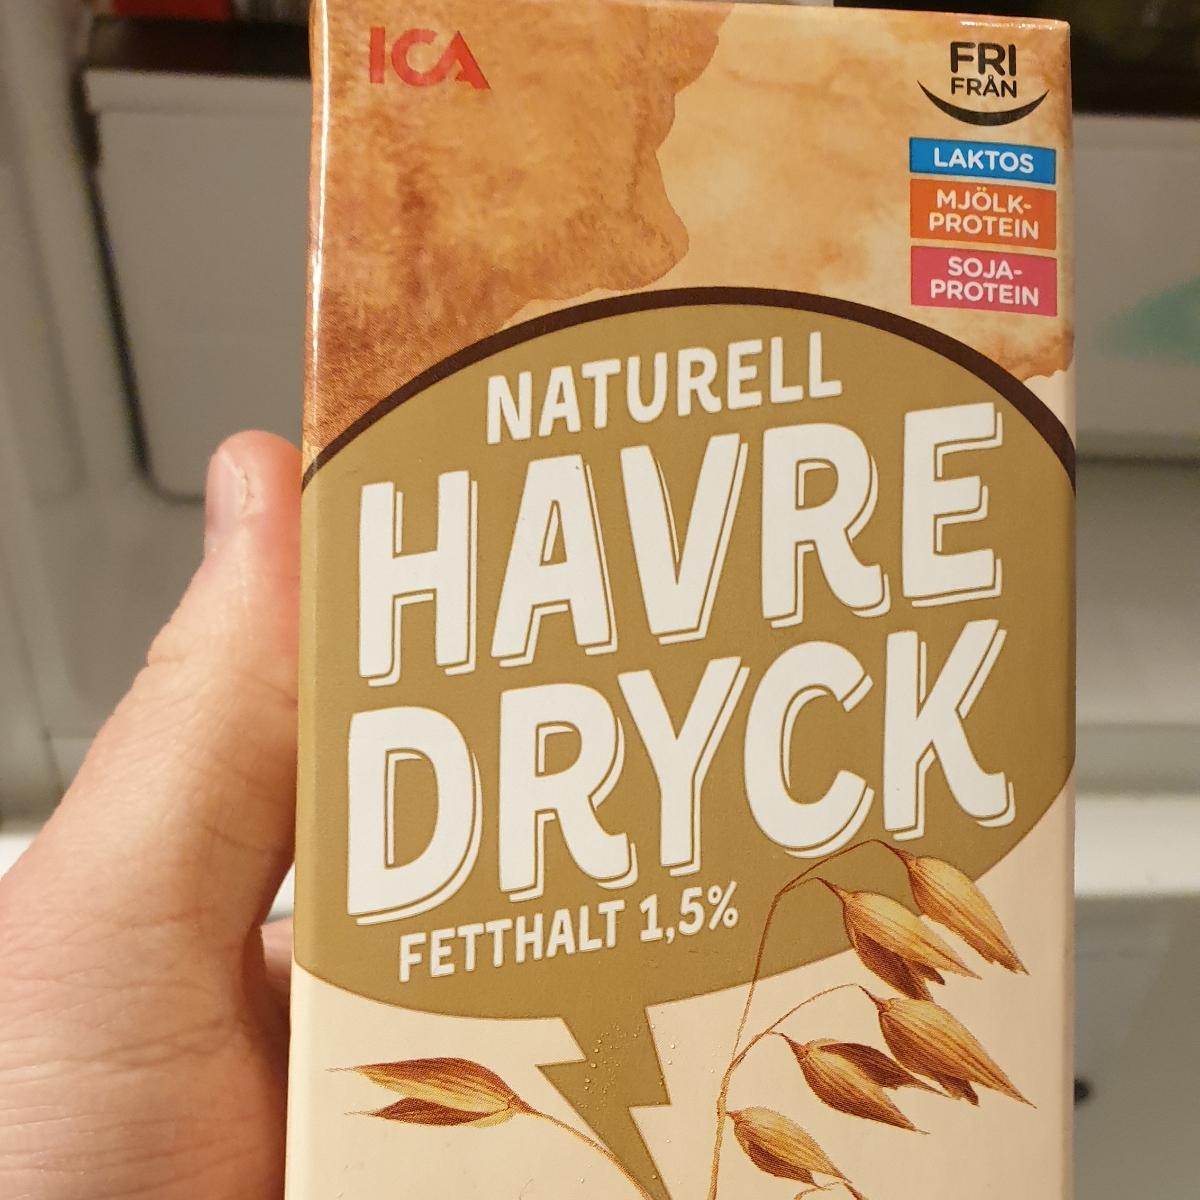 ICA
FRI
FRÅN
LAKTOS
MJÖLK-
PROTEIN
SOJA-
PROTEIN
NATURELL
HAVRE
DRYCK
FETTHALT 1,5%